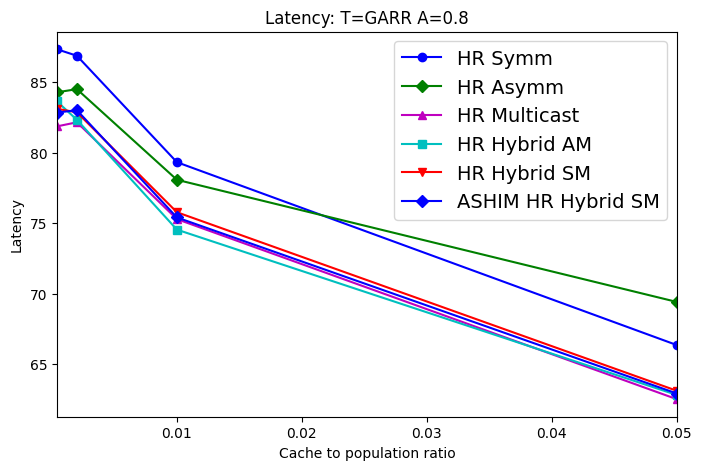 Latency: T=GARR A=0.8
HR Symm
HR Asymm
HR Multicast
HR Hybrid AM
HR Hybrid SM
ASHIM HR Hybrid SM
Latency
85
80
75
70
65
0.01 0.02 0.03 0.04 0.05
Cache to population ratio